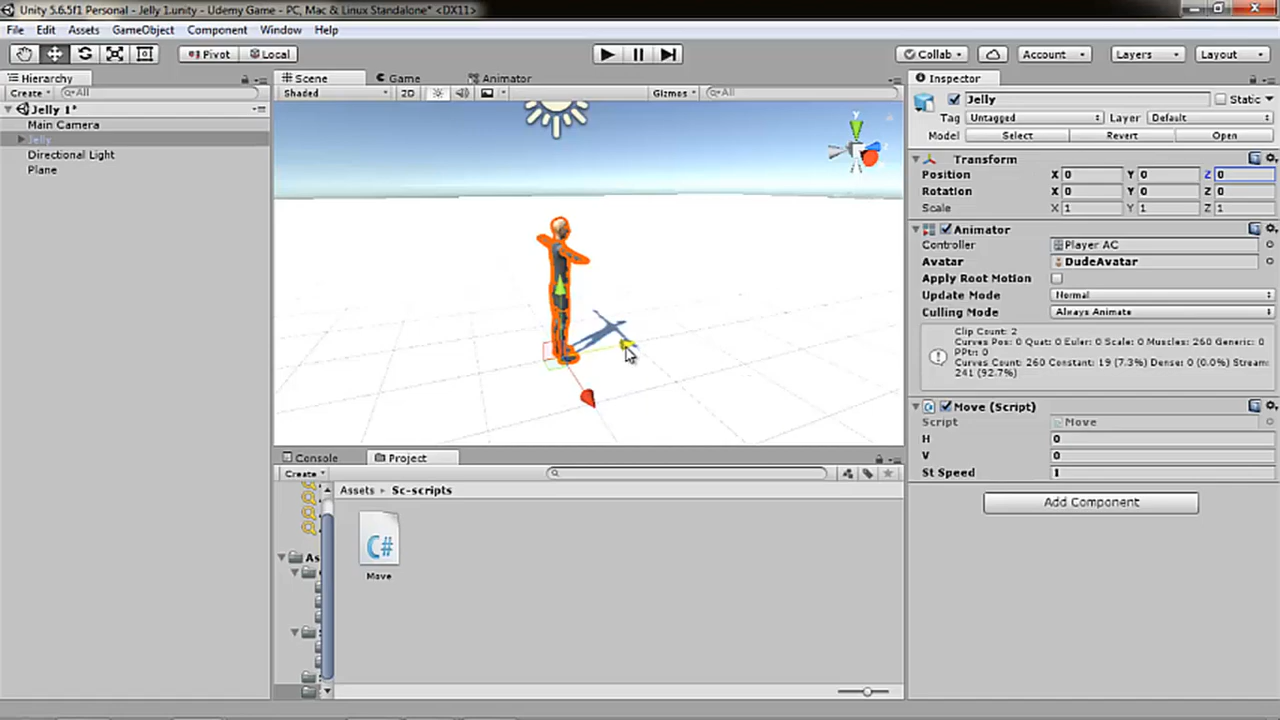 Unity 5.6.5f1 Personal - Jelly 1.unity - Udemy Game - PC, Mac & Linux Standalone* <DX11>
File Edit Assets GameObject Component Window Help
Pivot Local Collab Account Layers Layout
Hierarchy Scene Game Animator Inspector
Create All Shaded 2D Gizmos All
Jelly 1*
Main Camera
Jelly
Directional Light
Plane
y
z
Jelly Static
Tag Untagged Layer Default
Model Select Revert Open
Transform
Position X 0 Y 0 Z 0
Rotation X 0 Y 0 Z 0
Scale X 1 Y 1 Z 1
Animator
Controller Player AC
Avatar DudeAvatar
Apply Root Motion
Update Mode Normal
Culling Mode Always Animate
Clip Count: 2
Curves Pos: 0 Quat: 0 Euler: 0 Scale: 0 Muscles: 260 Generic: 0
PPtr: 0
Curves Count: 260 Constant: 19 (7.3%) Dense: 0 (0.0%) Stream:
241 (92.7%)
Move (Script)
Script Move
H 0
V 0
St Speed 1
Add Component
Console Project
Create
Assets Sc-scripts
As
C#
Move